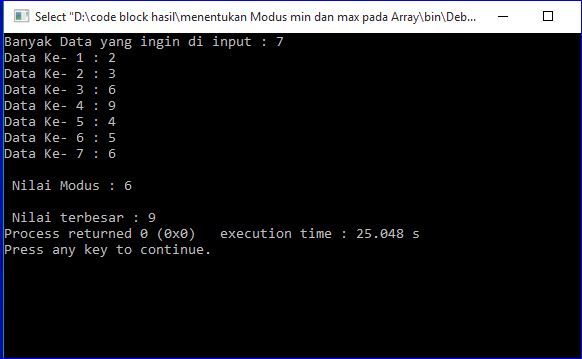 Select "D:\code block hasil\menentukan Modus min dan max pada Array\bin\Deb...
Banyak Data yang ingin di input : 7
Data Ke- 1 : 2
Data Ke- 2 : 3
Data Ke- 3 : 6
Data Ke- 4 : 9
Data Ke- 5 : 4
Data Ke- 6 : 5
Data Ke- 7 : 6
Nilai Modus : 6
Nilai terbesar : 9
Process returned 0 (0x0)   execution time : 25.048 s
Press any key to continue.